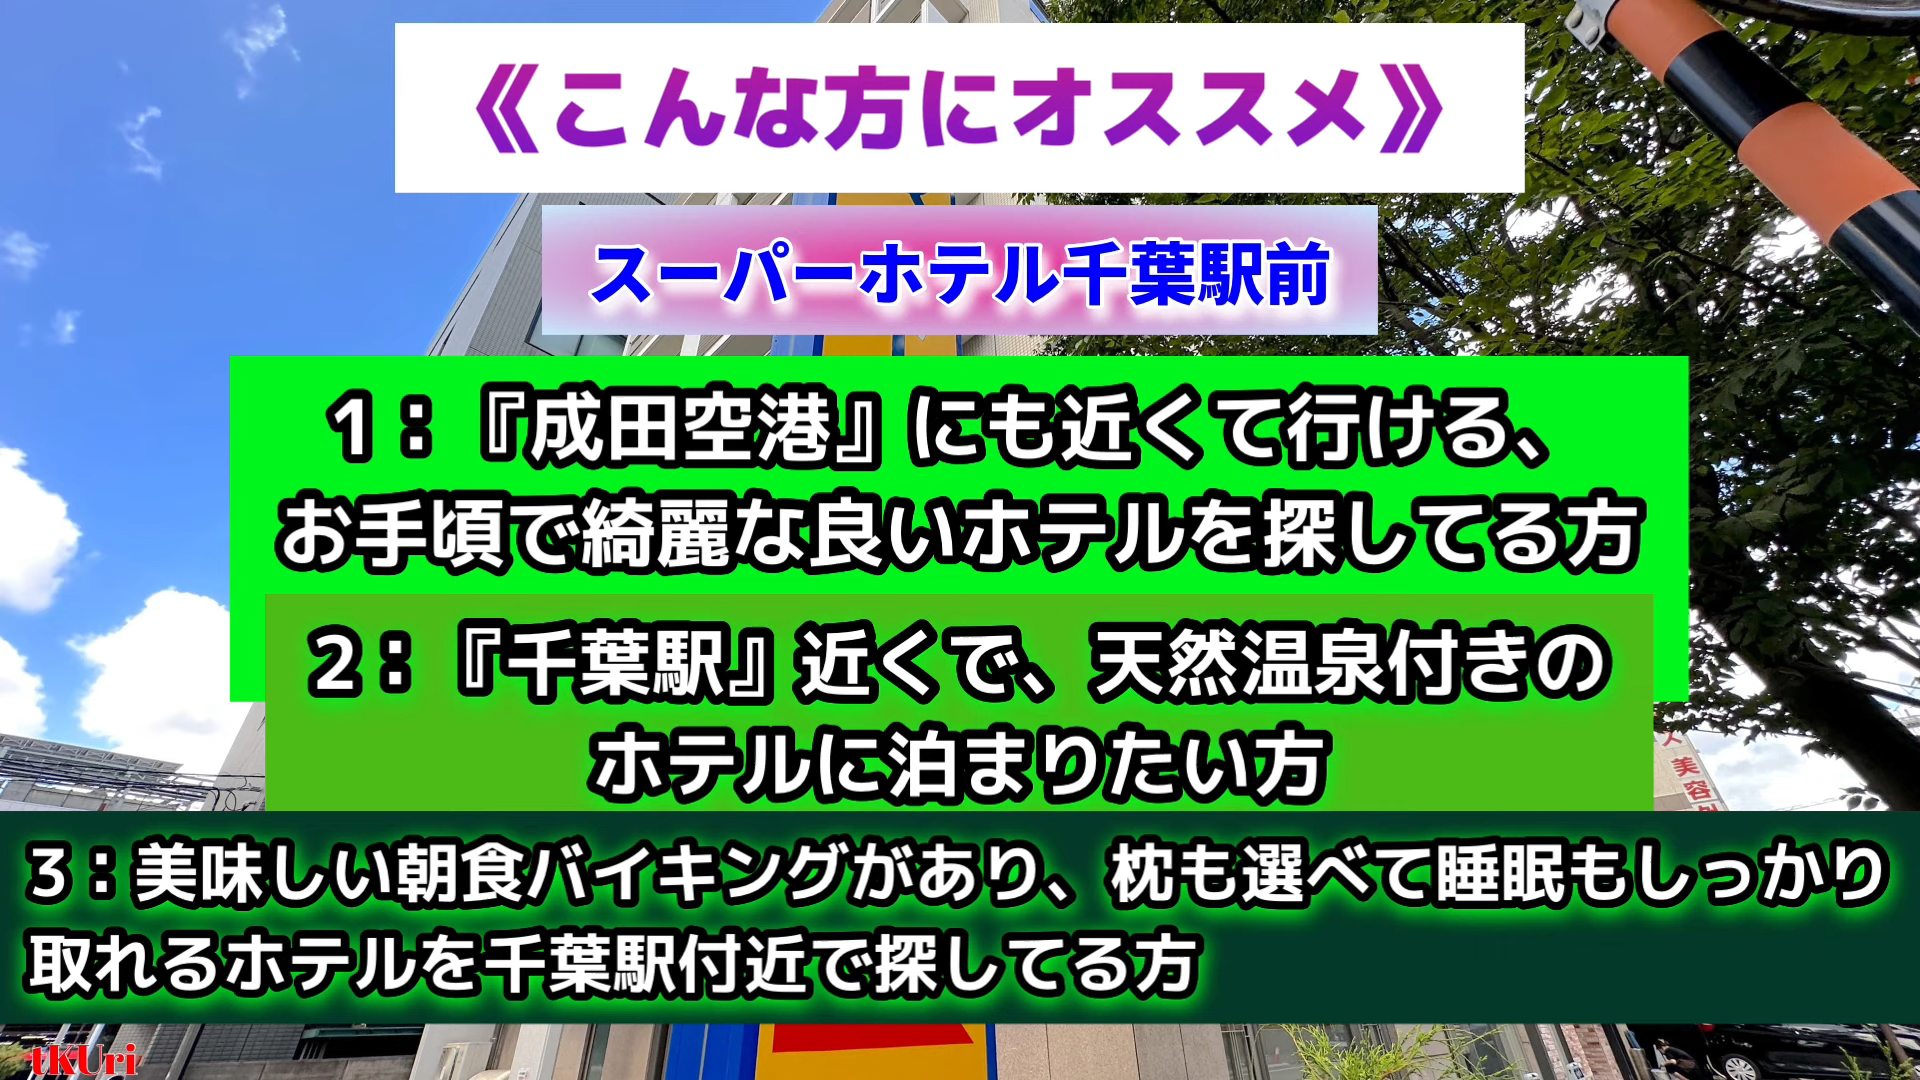 《こんな方にオススメ》
スーパーホテル千葉駅前
1：『成田空港』にも近くて行ける、
お手頃で綺麗な良いホテルを探してる方
2：『千葉駅』近くで、天然温泉付きの
ホテルに泊まりたい方
美容
3：美味しい朝食バイキングがあり、枕も選べて睡眠もしっかり
取れるホテルを千葉駅付近で探してる方
tKUri